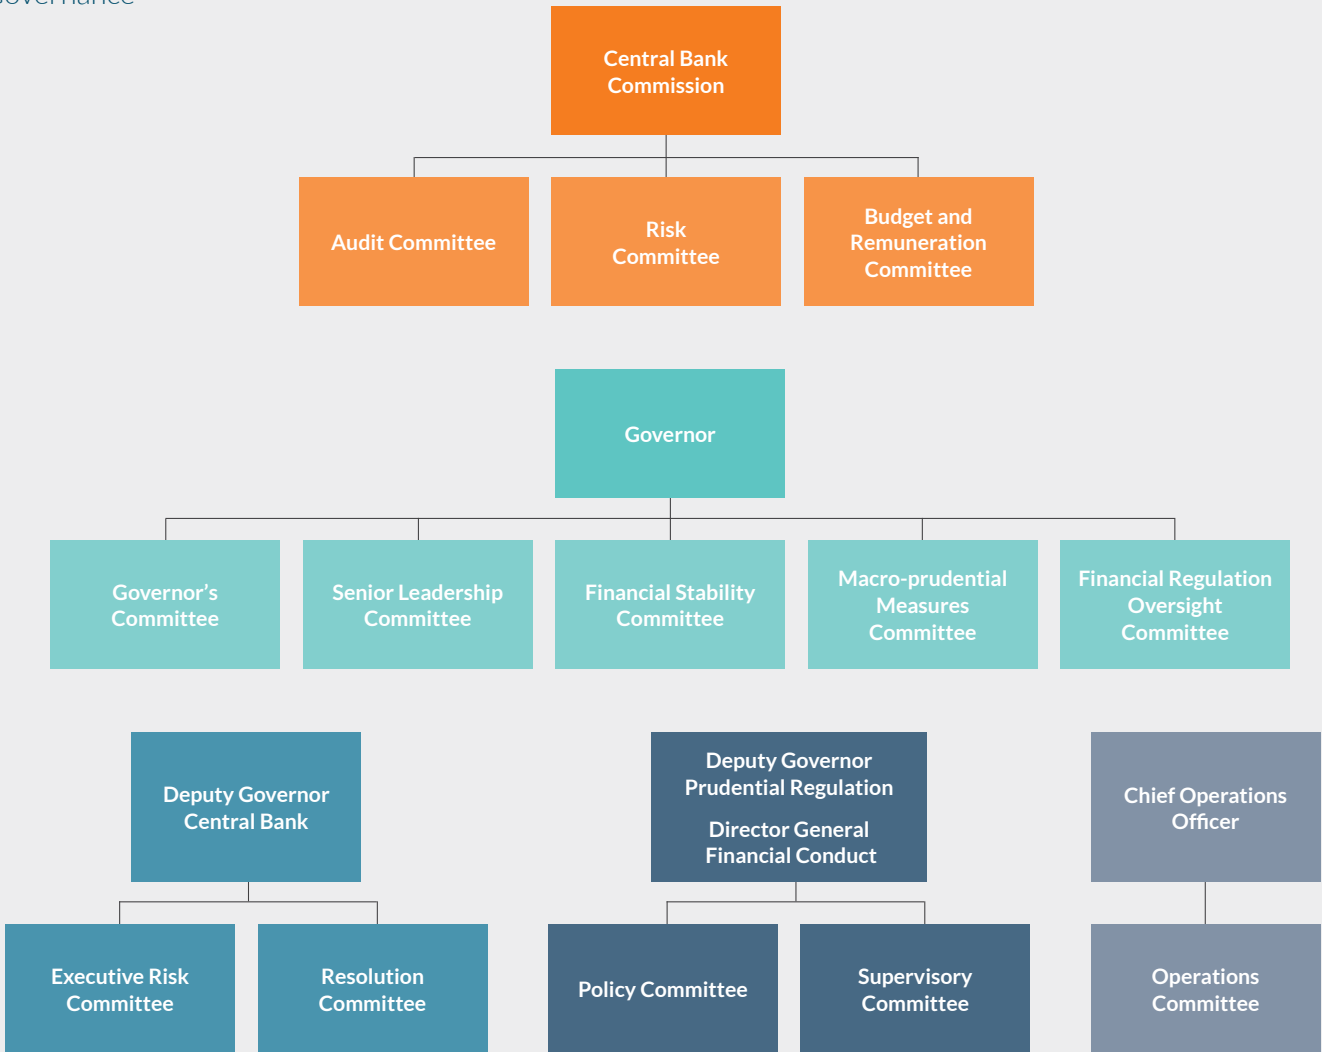 Governance
Central Bank
Commission
Audit Committee
Risk
Committee
Budget and
Remuneration
Committee
Governor
Governor’s
Committee
Senior Leadership
Committee
Financial Stability
Committee
Macro-prudential
Measures
Committee
Financial Regulation
Oversight
Committee
Deputy Governor
Central Bank
Deputy Governor
Prudential Regulation
Director General
Financial Conduct
Chief Operations
Officer
Executive Risk
Committee
Resolution
Committee
Policy Committee
Supervisory
Committee
Operations
Committee